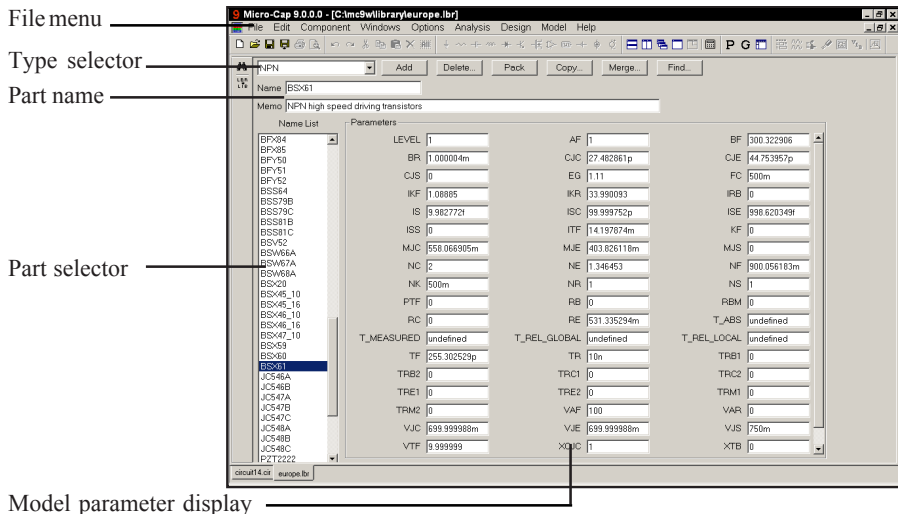 File menu
Type selector
Part name
Part selector
Model parameter display
9 Micro-Cap 9.0.0.0 - [C:\mc9w\library\europe.lbr]
File Edit Component Windows Options Analysis Design Model Help
P G
NPN Add Delete... Pack Copy... Merge... Find...
Name BSX61
Memo NPN high speed driving transistors
Name List
BFX84
BFX85
BFY50
BFY51
BFY52
BSS64
BSS79B
BSS79C
BSS81B
BSS81C
BSV52
BSW66A
BSW67A
BSW68A
BSX20
BSX45_10
BSX45_16
BSX46_10
BSX46_16
BSX47_10
BSX59
BSX60
BSX61
JC546A
JC546B
JC547A
JC547B
JC547C
JC548A
JC548B
JC548C
PZT2222
Parameters
LEVEL 1 AF 1 BF 300.322906
BR 1.000004m CJC 27.482861p CJE 44.753957p
CJS 0 EG 1.11 FC 500m
IKF 1.08885 IKR 33.990093 IRB 0
IS 9.982772f ISC 99.999752p ISE 998.620349f
ISS 0 ITF 14.197874m KF 0
MJC 558.066905m MJE 403.826118m MJS 0
NC 2 NE 1.346453 NF 900.056183m
NK 500m NR 1 NS 1
PTF 0 RB 0 RBM 0
RC 0 RE 531.335294m T_ABS undefined
T_MEASURED undefined T_REL_GLOBAL undefined T_REL_LOCAL undefined
TF 255.302529p TR 10n TRB1 0
TRB2 0 TRC1 0 TRC2 0
TRE1 0 TRE2 0 TRM1 0
TRM2 0 VAF 100 VAR 0
VJC 699.999988m VJE 699.999988m VJS 750m
VTF 9.999999 XCJC 1 XTB 0
circuit14.cir europe.lbr